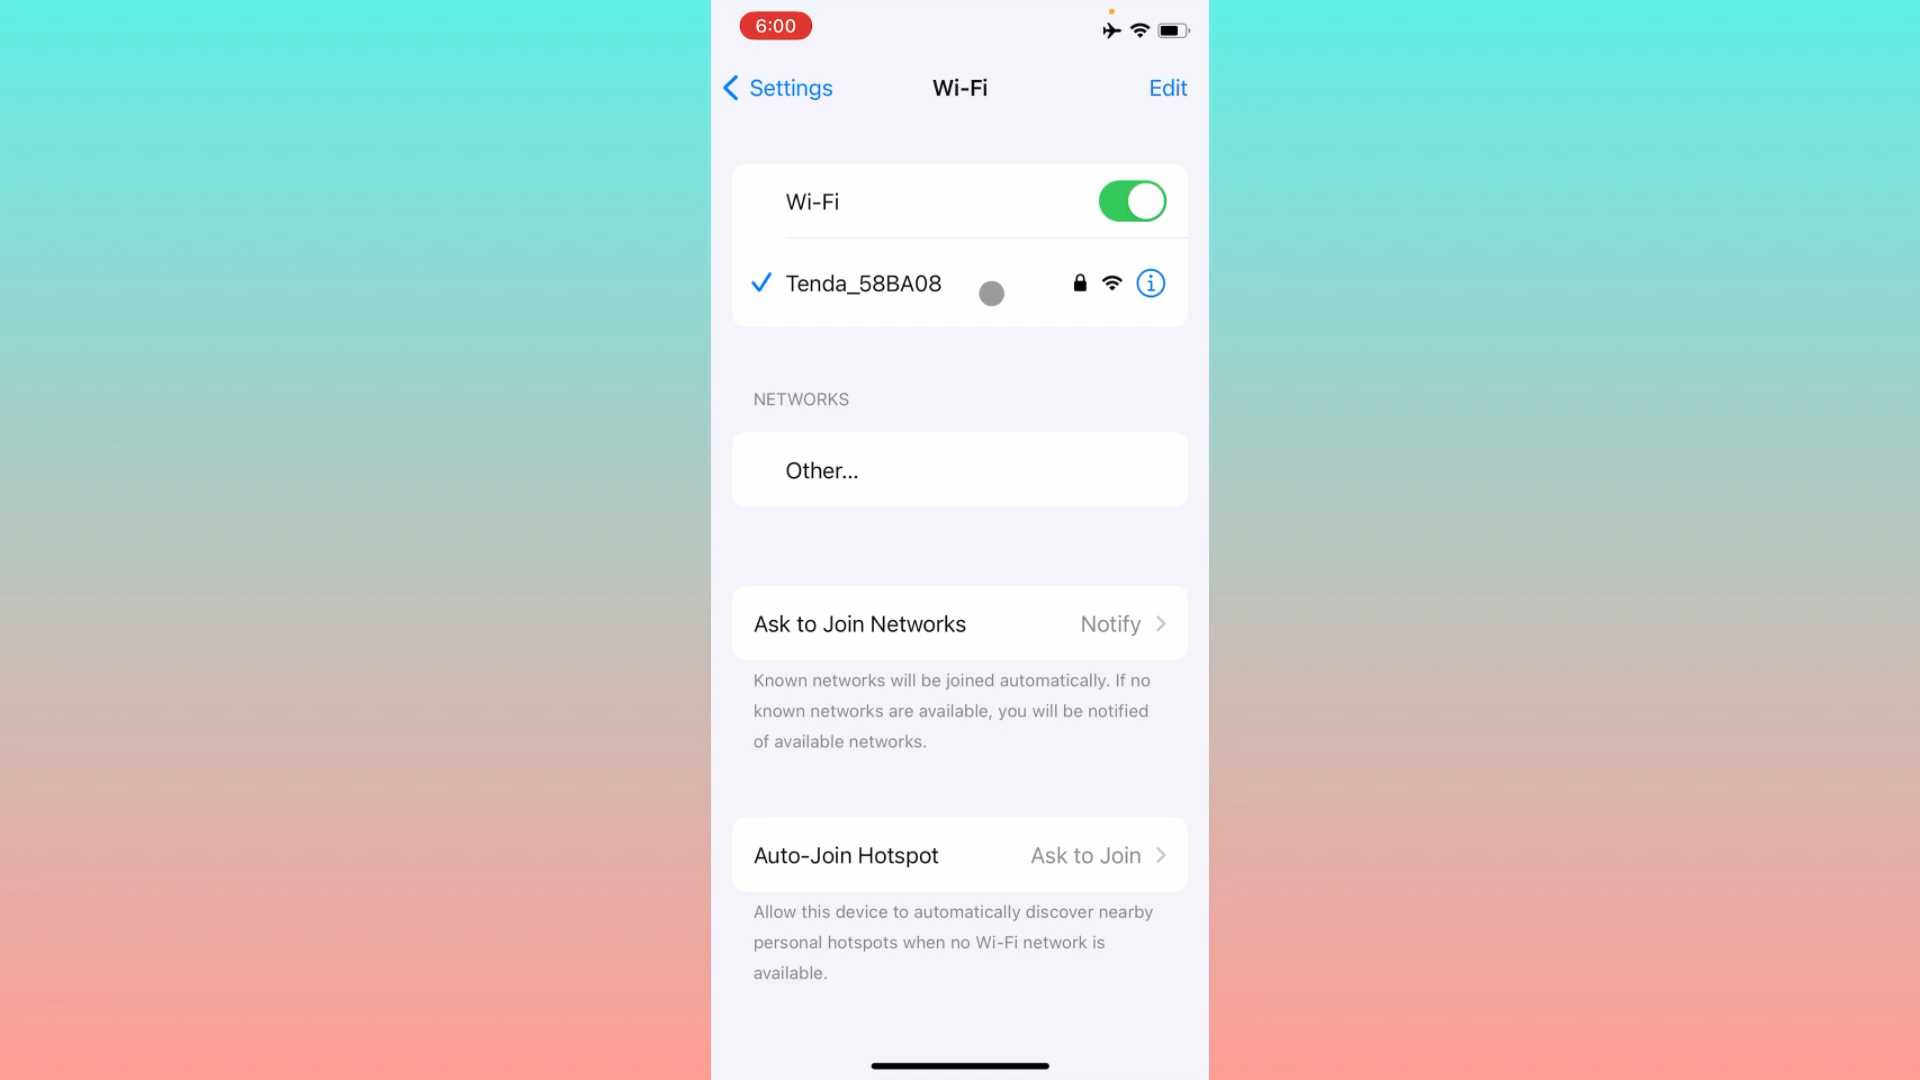 6:00
Settings
Wi-Fi
Edit
Wi-Fi
Tenda_58BA08
NETWORKS
Other...
Ask to Join Networks Notify
Known networks will be joined automatically. If no
known networks are available, you will be notified
of available networks.
Auto-Join Hotspot Ask to Join
Allow this device to automatically discover nearby
personal hotspots when no Wi-Fi network is
available.